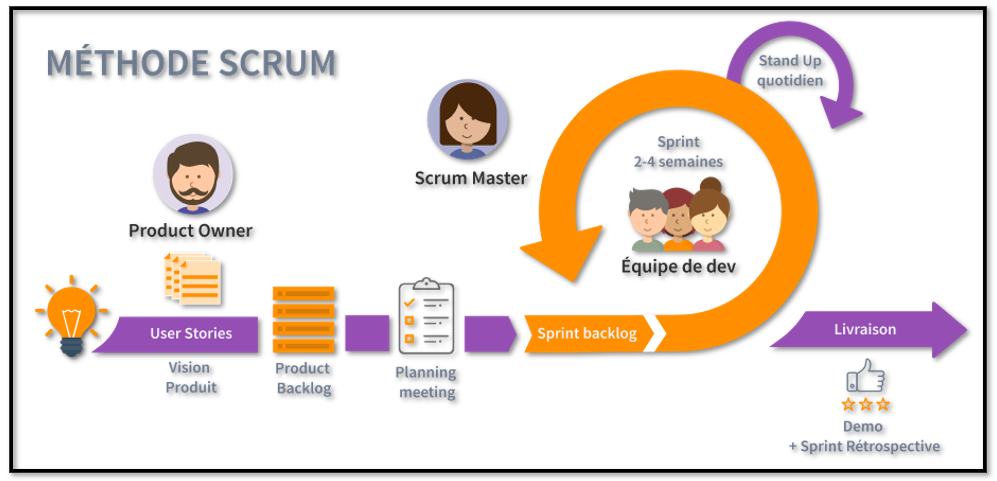 MÉTHODE SCRUM
Stand Up
quotidien
Sprint
2-4 semaines
Scrum Master
Product Owner
Équipe de dev
User Stories
Sprint backlog
Livraison
Vision
Produit
Product
Backlog
Planning
meeting
Demo
+ Sprint Rétrospective